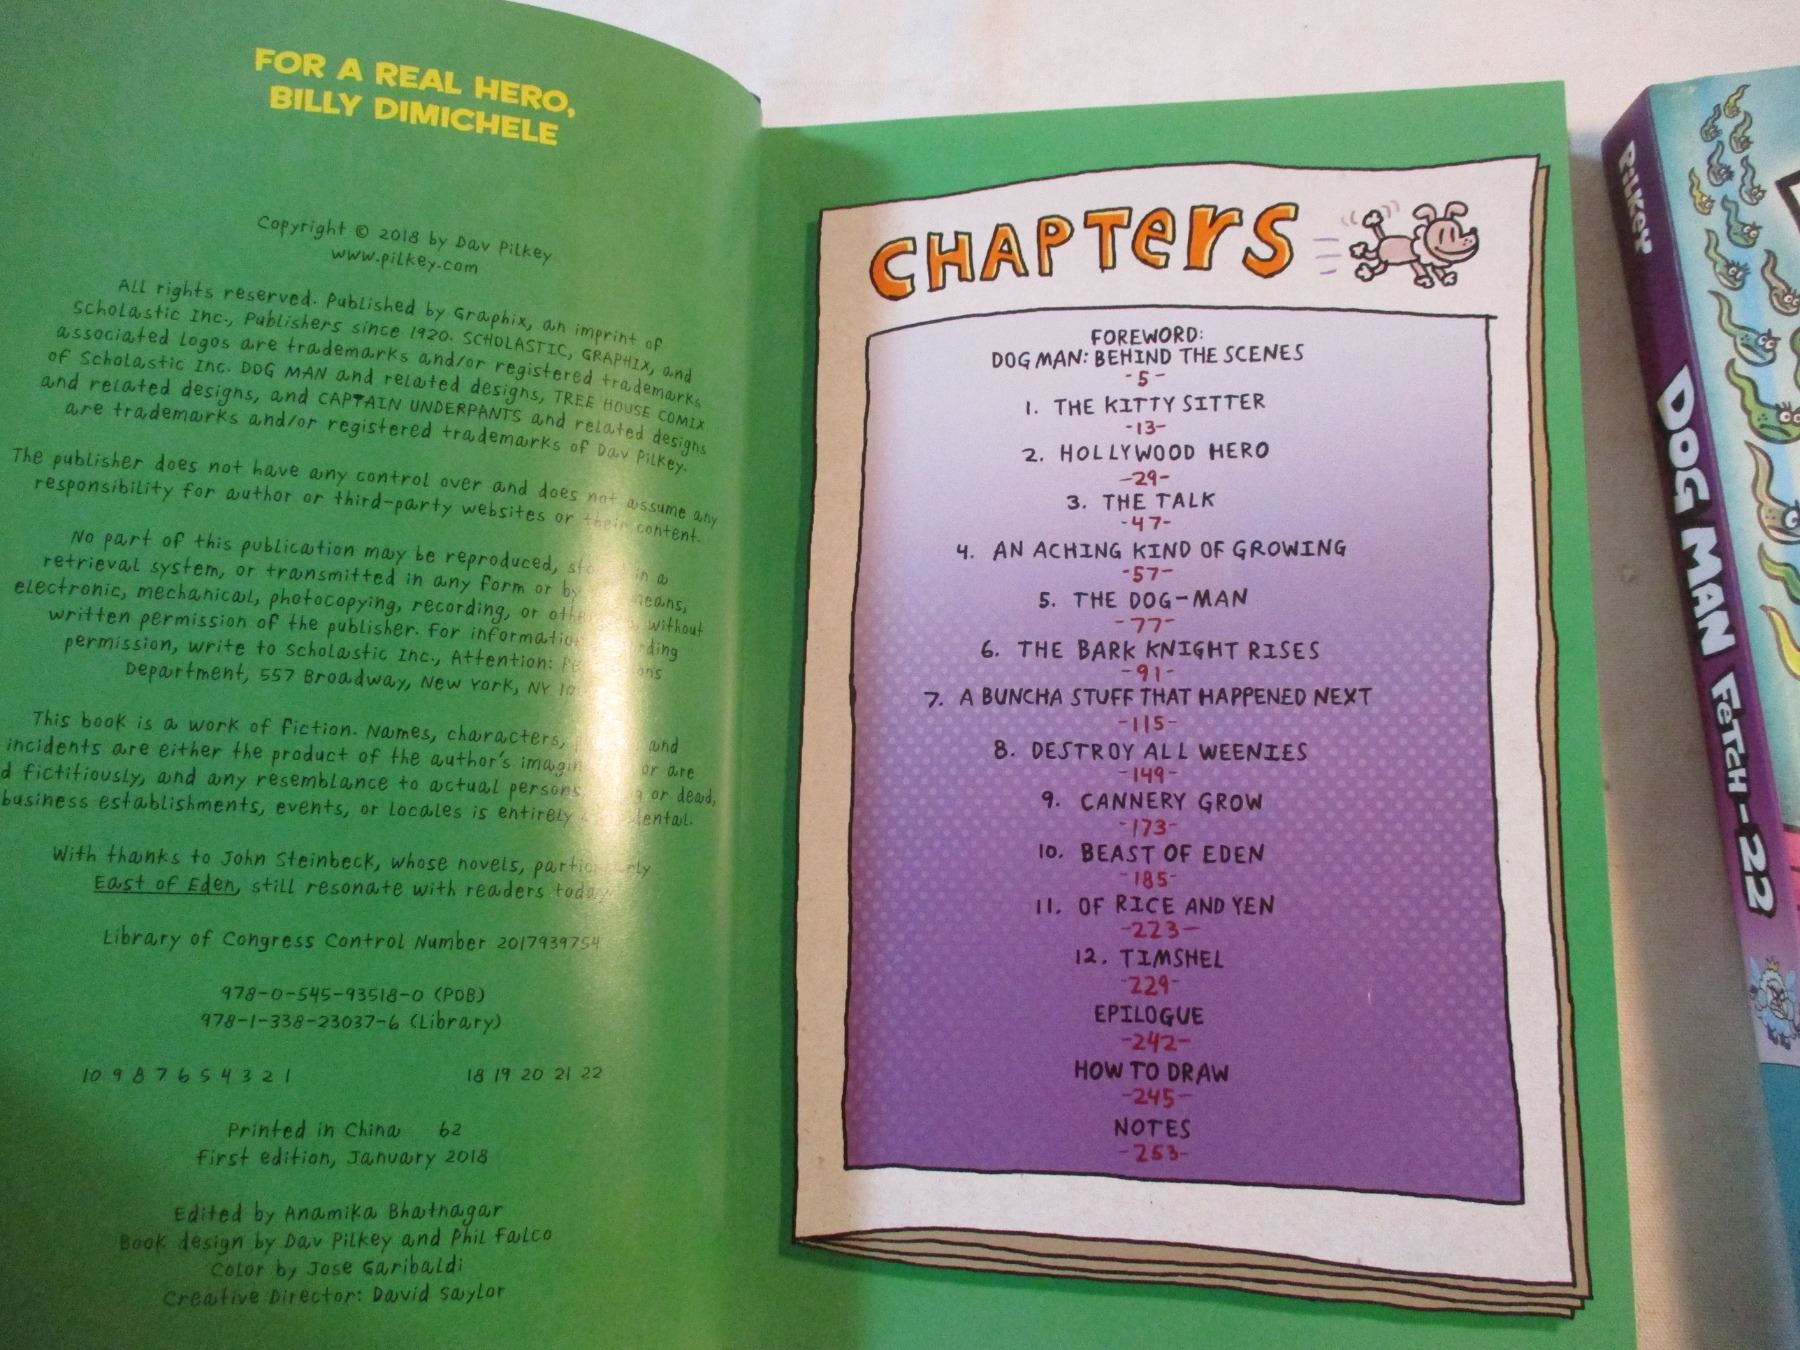 FOR A REAL HERO,
BILLY DIMICHELE
Copyright © 2018 by Dav Pilkey
www.pilkey.com
All rights reserved. Published by Graphix, an imprint of
Scholastic Inc., Publishers since 1920. SCHOLASTIC, GRAPHIX, and
associated logos are trademarks and/or registered trademarks
of Scholastic Inc. DOG MAN and related designs, TREE HOUSE COMIX
and related designs, and CAPTAIN UNDERPANTS and related designs
are trademarks and/or registered trademarks of Dav Pilkey.
The publisher does not have any control over and does not assume any
responsibility for author or third-party websites or their content.
No part of this publication may be reproduced, in a
retrieval system, or transmitted in any form or by means,
electronic, mechanical, photocopying, recording, or without
written permission of the publisher. For
permission, write to Scholastic Inc., Attention:
Department, 557 Broadway, New York, NY
This book is a work of fiction. Names, characters, and
incidents are either the product of the author's or are
fictitiously, and any resemblance to actual persons, or dead,
business establishments, events, or locales is entirely
With thanks to John Steinbeck, whose novels, particularly
East of Eden, still resonate with readers today.
Library of Congress Control Number 2017939754
978-0-545-93518-0 (POB)
978-1-338-23037-6 (Library)
10 9 8 7 6 5 4 3 2 1 18 19 20 21 22
Printed in China 62
First edition, January 2018
Edited by Anamika Bhatnagar
Book design by Dav Pilkey and Phil Falco
Color by Jose Garibaldi
Creative Director: David Saylor
CHAPTERS
FOREWORD:
DOG MAN: BEHIND THE SCENES
-5-
1. THE KITTY SITTER
-13-
2. HOLLYWOOD HERO
-29-
3. THE TALK
-47-
4. AN ACHING KIND OF GROWING
-57-
5. THE DOG-MAN
-77-
6. THE BARK KNIGHT RISES
-91-
7. A BUNCHA STUFF THAT HAPPENED NEXT
-115-
8. DESTROY ALL WEENIES
-149-
9. CANNERY GROW
-173-
10. BEAST OF EDEN
-185-
11. OF RICE AND YEN
-223-
12. TIMSHEL
-229-
EPILOGUE
-242-
HOW TO DRAW
-245-
NOTES
-253-
PILKEY DOG MAN FETCH-22